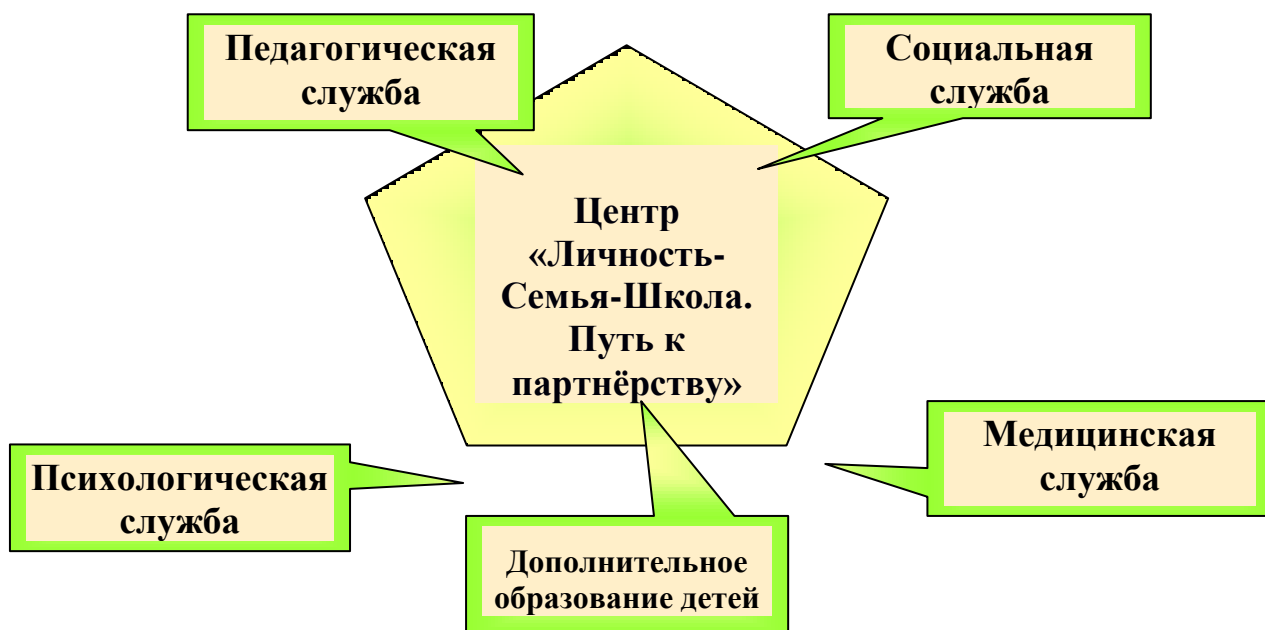 Педагогическая
служба
Социальная
служба
Центр
«Личность-
Семья-Школа.
Путь к
партнёрству»
Психологическая
служба
Дополнительное
образование детей
Медицинская
служба